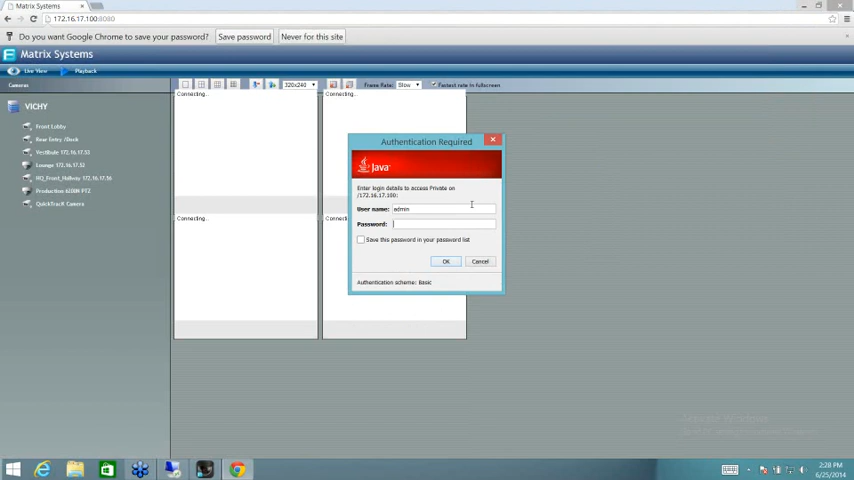 Matrix Systems
172.16.17.100:8080
Do you want Google Chrome to save your password?
Save password
Never for this site
Matrix Systems
Live View
Playback
Cameras
320x240
Frame Rate:
Slow
Fastest rate in fullscreen
VICHY
Front Lobby
Rear Entry /Dock
Vestibule 172.16.17.53
Lounge 172.16.17.52
HQ_Front_Hallway 172.16.17.56
Production 6200N PTZ
QuickTrack Camera
Connecting..
Connecting..
Connecting..
Connecti
Authentication Required
Java
Enter login details to access Private on
/172.16.17.100:
User name: admin
Password:
Save this password in your password list
OK
Cancel
Authentication scheme: Basic
Activate Windows
2:28 PM
6/25/2014